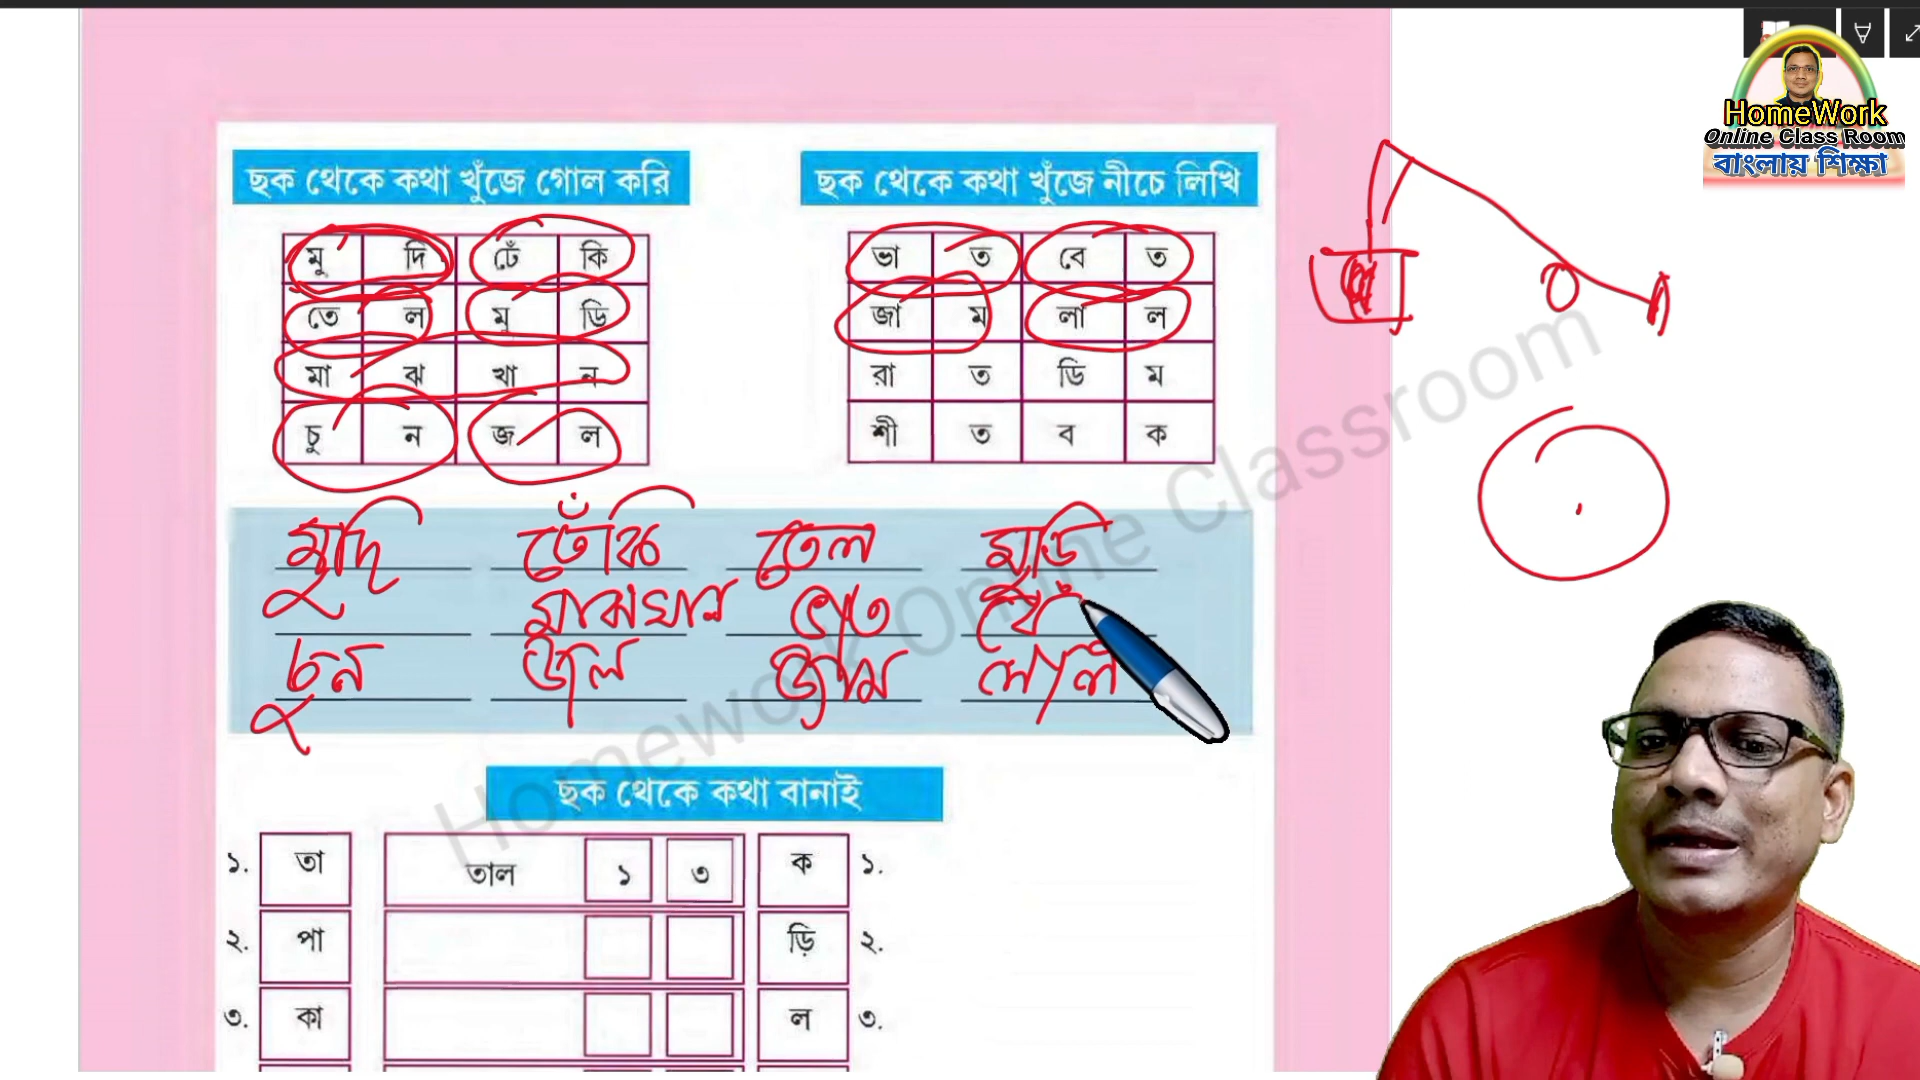 HomeWork
Online Class Room
বাংলায় শিক্ষা
ছক থেকে কথা খুঁজে গোল করি
ছক থেকে কথা খুঁজে নীচে লিখি
মু দি ঢেঁ কি
ভা ত বে ত
তে ল মু ড়ি
জা ম লা ল
মা ঝ খা ন
রা ত ডি ম
চু ন জ ল
শী ত ব ক
মুদি ঢেঁকি তেল মুড়ি
মাঝখান ভাত
চুন জল জাম লাল
Homework Online Classroom
ছক থেকে কথা বানাই
১. তা তাল ১ ৩ ক ১.
২. পা ড়ি ২.
৩. কা ল ৩.